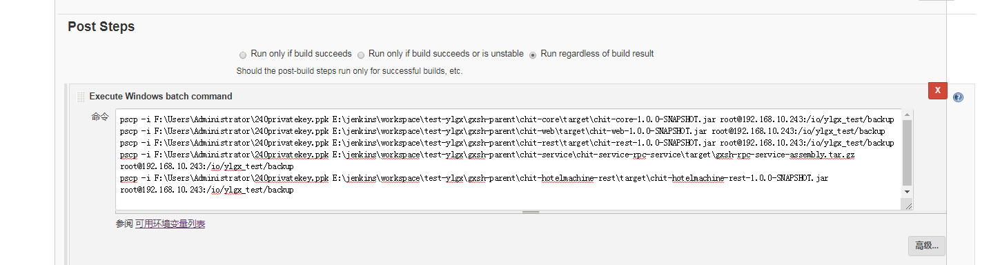 Post Steps
Run only if build succeeds Run only if build succeeds or is unstable Run regardless of build result
Should the post-build steps run only for successful builds, etc.
X
Execute Windows batch command
?
命令
pscp -i F:\Users\Administrator\240privatekey.ppk E:\jenkins\workspace\test-ylgx\gxsh-parent\chit-core\target\chit-core-1.0.0-SNAPSHOT.jar root@192.168.10.243:/io/ylgx_test/backup
pscp -i F:\Users\Administrator\240privatekey.ppk E:\jenkins\workspace\test-ylgx\gxsh-parent\chit-web\target\chit-web-1.0.0-SNAPSHOT.jar root@192.168.10.243:/io/ylgx_test/backup
pscp -i F:\Users\Administrator\240privatekey.ppk E:\jenkins\workspace\test-ylgx\gxsh-parent\chit-rest\target\chit-rest-1.0.0-SNAPSHOT.jar root@192.168.10.243:/io/ylgx_test/backup
pscp -i F:\Users\Administrator\240privatekey.ppk E:\jenkins\workspace\test-ylgx\gxsh-parent\chit-service\chit-service-rpc-service\target\gxsh-rpc-service-assembly.tar.gz
root@192.168.10.243:/io/ylgx_test/backup
pscp -i F:\Users\Administrator\240privatekey.ppk E:\jenkins\workspace\test-ylgx\gxsh-parent\chit-hotelmachine-rest\target\chit-hotelmachine-rest-1.0.0-SNAPSHOT.jar
root@192.168.10.243:/io/ylgx_test/backup
参阅 可用环境变量列表
高级...